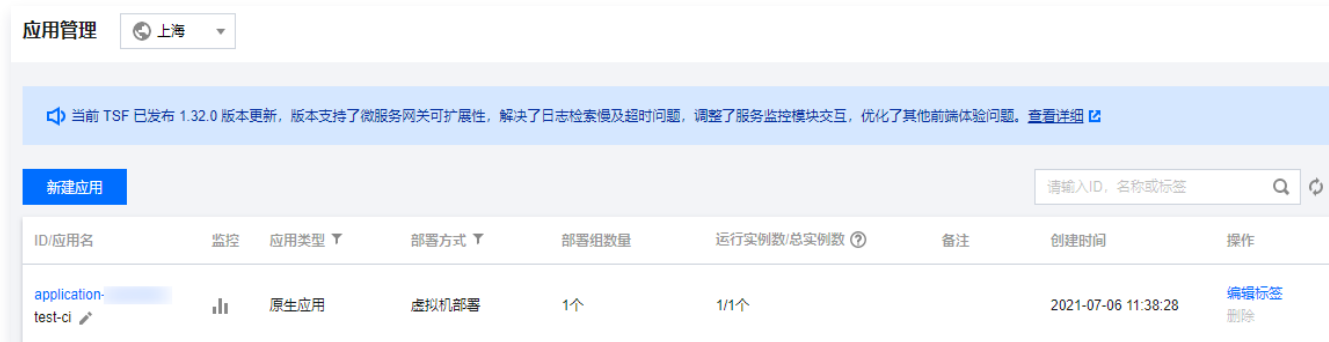 应用管理 上海
当前 TSF 已发布 1.32.0 版本更新，版本支持了微服务网关可扩展性，解决了日志检索慢及超时问题，调整了服务监控模块交互，优化了其他前端体验问题。查看详细
新建应用 请输入ID，名称或标签
ID/应用名 监控 应用类型 部署方式 部署组数量 运行实例数/总实例数 备注 创建时间 操作
application- 原生应用 虚拟机部署 1个 1/1个 2021-07-06 11:38:28 编辑标签
test-ci 删除